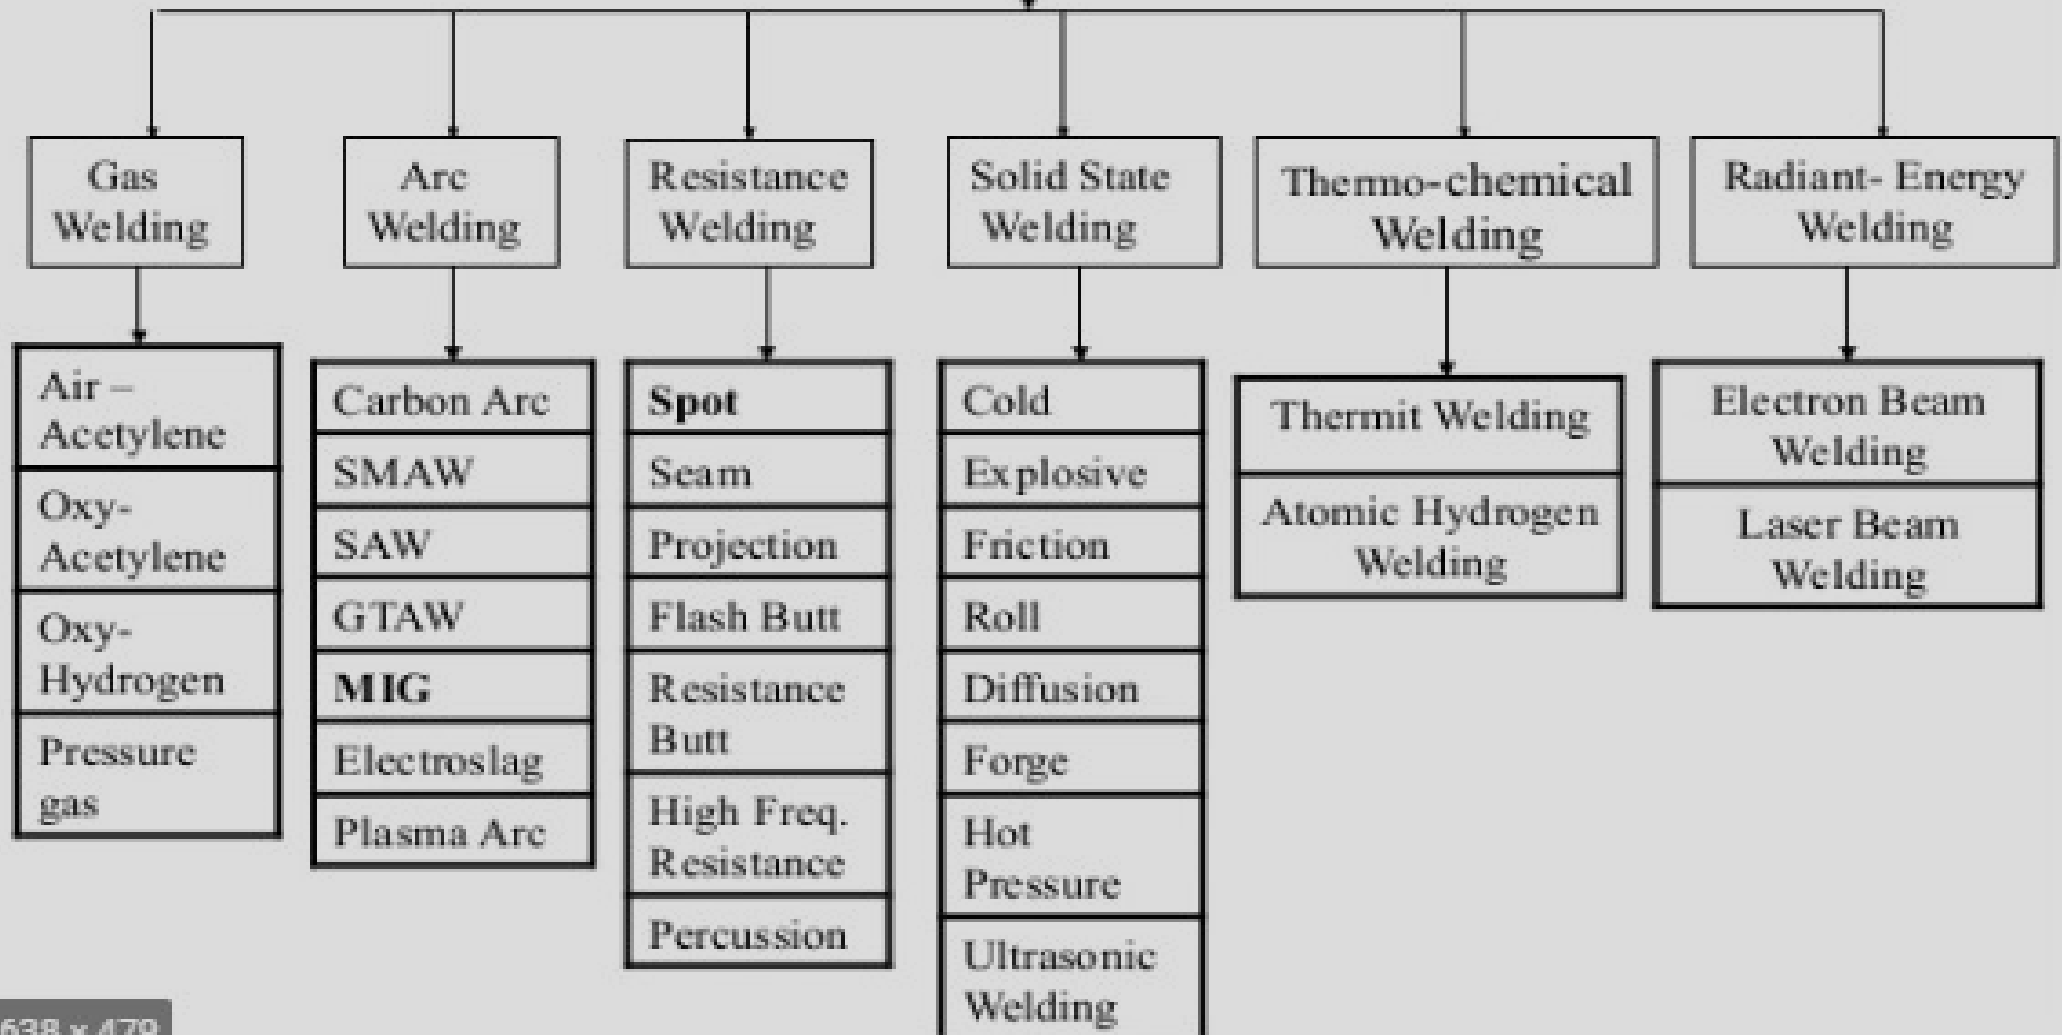 Gas
Welding
Arc
Welding
Resistance
Welding
Solid State
Welding
Thermo-chemical
Welding
Radiant- Energy
Welding
Air –
Acetylene
Oxy-
Acetylene
Oxy-
Hydrogen
Pressure
gas
Carbon Arc
SMAW
SAW
GTAW
MIG
Electroslag
Plasma Arc
Spot
Seam
Projection
Flash Butt
Resistance
Butt
High Freq.
Resistance
Percussion
Cold
Explosive
Friction
Roll
Diffusion
Forge
Hot
Pressure
Ultrasonic
Welding
Thermit Welding
Atomic Hydrogen
Welding
Electron Beam
Welding
Laser Beam
Welding
638 x 479